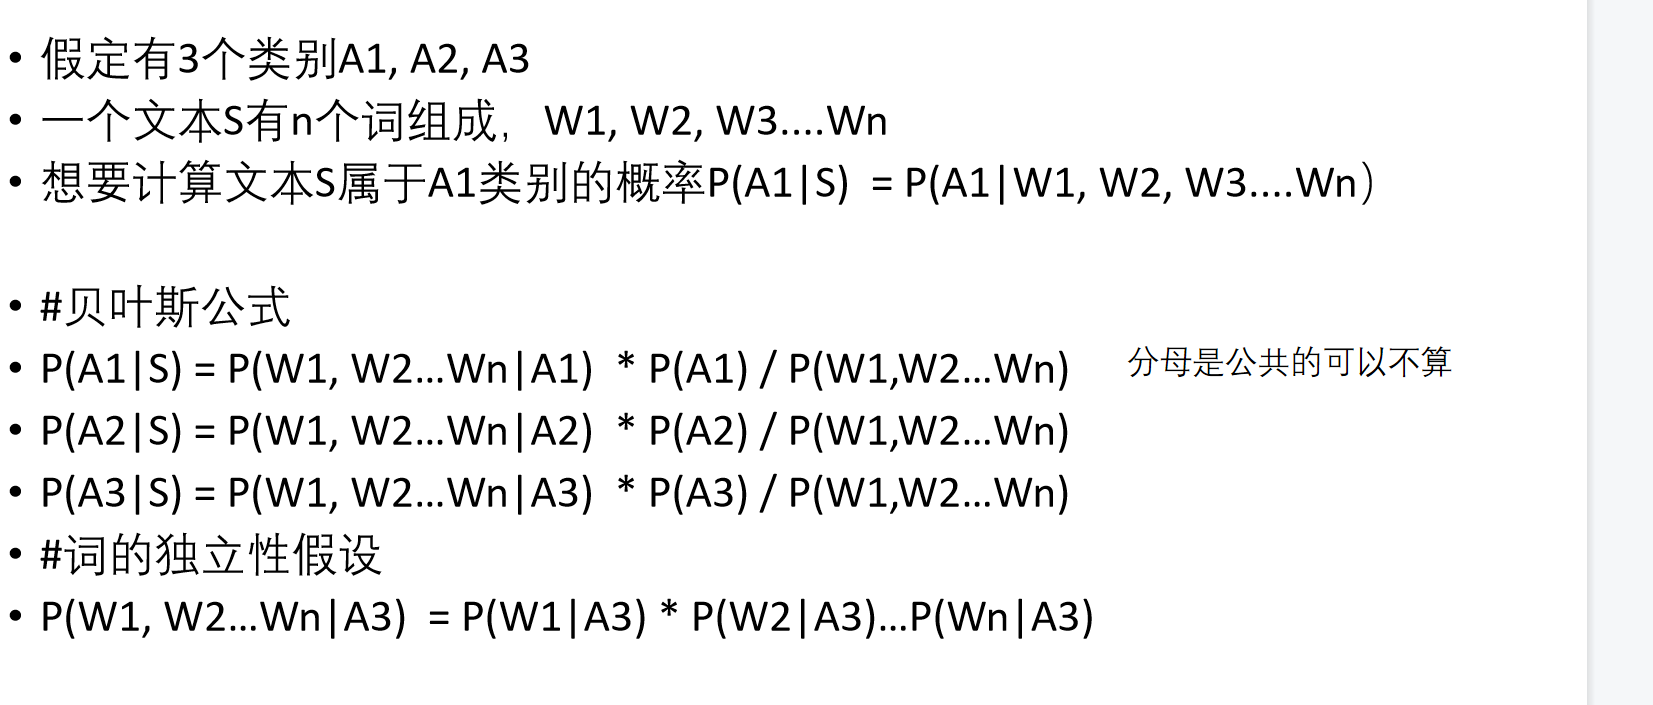 • 假定有3个类别A1, A2, A3
• 一个文本S有n个词组成，W1, W2, W3....Wn
• 想要计算文本S属于A1类别的概率P(A1|S) = P(A1|W1, W2, W3....Wn）
• #贝叶斯公式
• P(A1|S) = P(W1, W2...Wn|A1) * P(A1) / P(W1,W2...Wn) 分母是公共的可以不算
• P(A2|S) = P(W1, W2...Wn|A2) * P(A2) / P(W1,W2...Wn)
• P(A3|S) = P(W1, W2...Wn|A3) * P(A3) / P(W1,W2...Wn)
• #词的独立性假设
• P(W1, W2...Wn|A3) = P(W1|A3) * P(W2|A3)...P(Wn|A3)